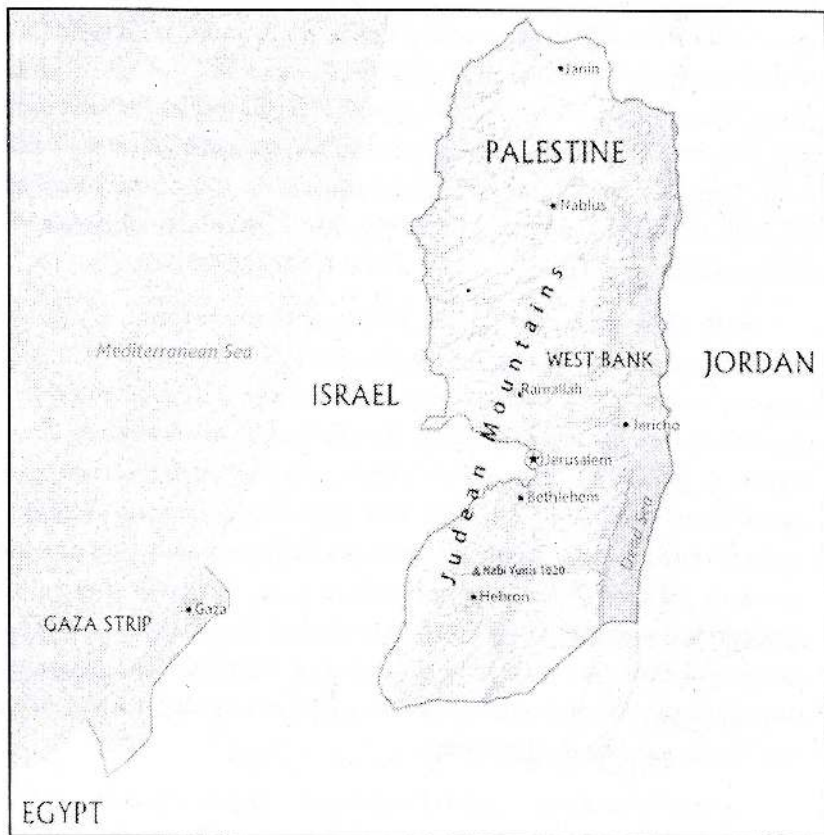 Janin
PALESTINE
Nablus
Mediterranean Sea
ISRAEL
Judean Mountains
WEST BANK
JORDAN
Ramallah
Jericho
Jerusalem
Bethlehem
Dead Sea
Nabi Yunis 1020
Hebron
Gaza
GAZA STRIP
EGYPT